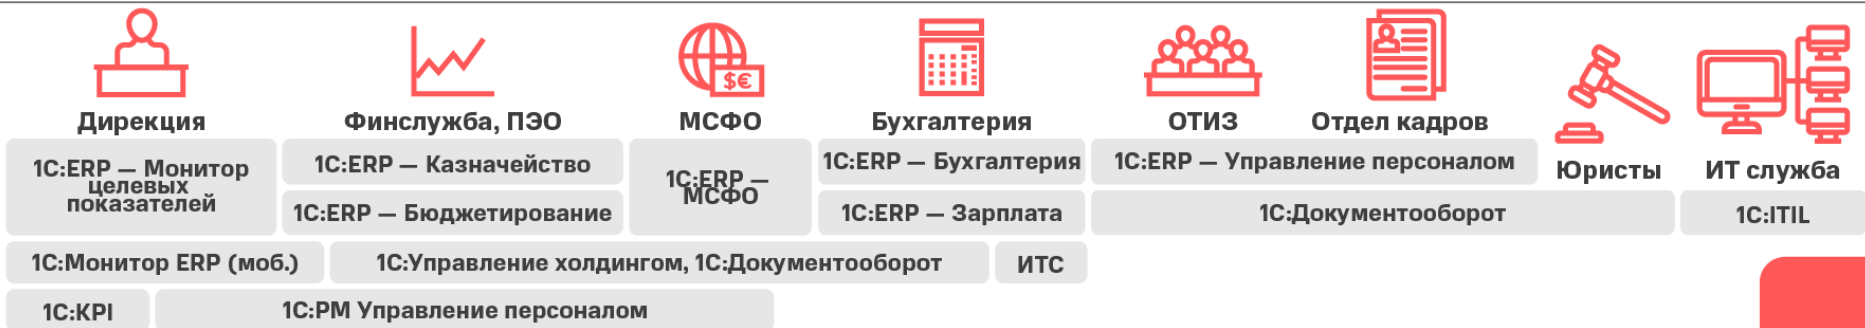 $€
Дирекция
Финслужба, ПЭО
МСФО
Бухгалтерия
ОТИЗ
Отдел кадров
Юристы
ИТ служба
1С:ERP — Монитор
целевых
показателей
1С:ERP — Казначейство
1С:ERP — Бюджетирование
1С:ERP —
МСФО
1С:ERP — Бухгалтерия
1С:ERP — Зарплата
1С:ERP — Управление персоналом
1С:Документооборот
1С:ITIL
1С:Монитор ERP (моб.)
1С:Управление холдингом, 1С:Документооборот
ИТС
1С:KPI
1С:PM Управление персоналом